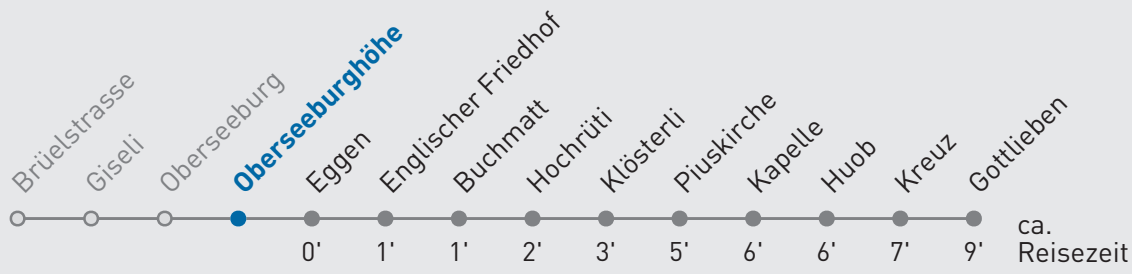 Brüelstrasse
Giseli
Oberseeburg
Oberseeburghöhe
Eggen
Englischer Friedhof
Buchmatt
Hochrüti
Klösterli
Piuskirche
Kapelle
Huob
Kreuz
Gottlieben
0' 1' 1' 2' 3' 5' 6' 6' 7' 9'
ca.
Reisezeit